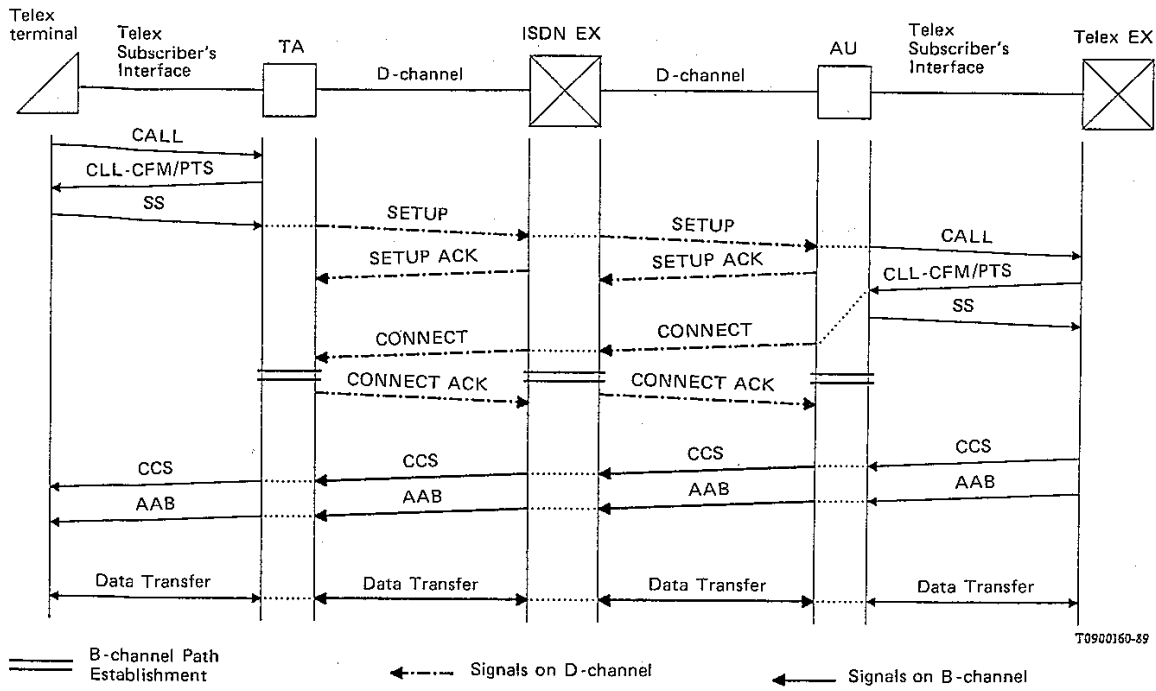 Telex
terminal
Telex
Subscriber's
Interface
TA
D-channel
ISDN EX
D-channel
AU
Telex
Subscriber's
Interface
Telex EX
CALL
CLL-CFM/PTS
SS
SETUP
SETUP
CALL
SETUP ACK
SETUP ACK
CLL-CFM/PTS
SS
CONNECT
CONNECT
CONNECT ACK
CONNECT ACK
CCS
CCS
CCS
CCS
AAB
AAB
AAB
AAB
Data Transfer
Data Transfer
Data Transfer
Data Transfer
T0900160-89
B-channel Path
Establishment
Signals on D-channel
Signals on B-channel